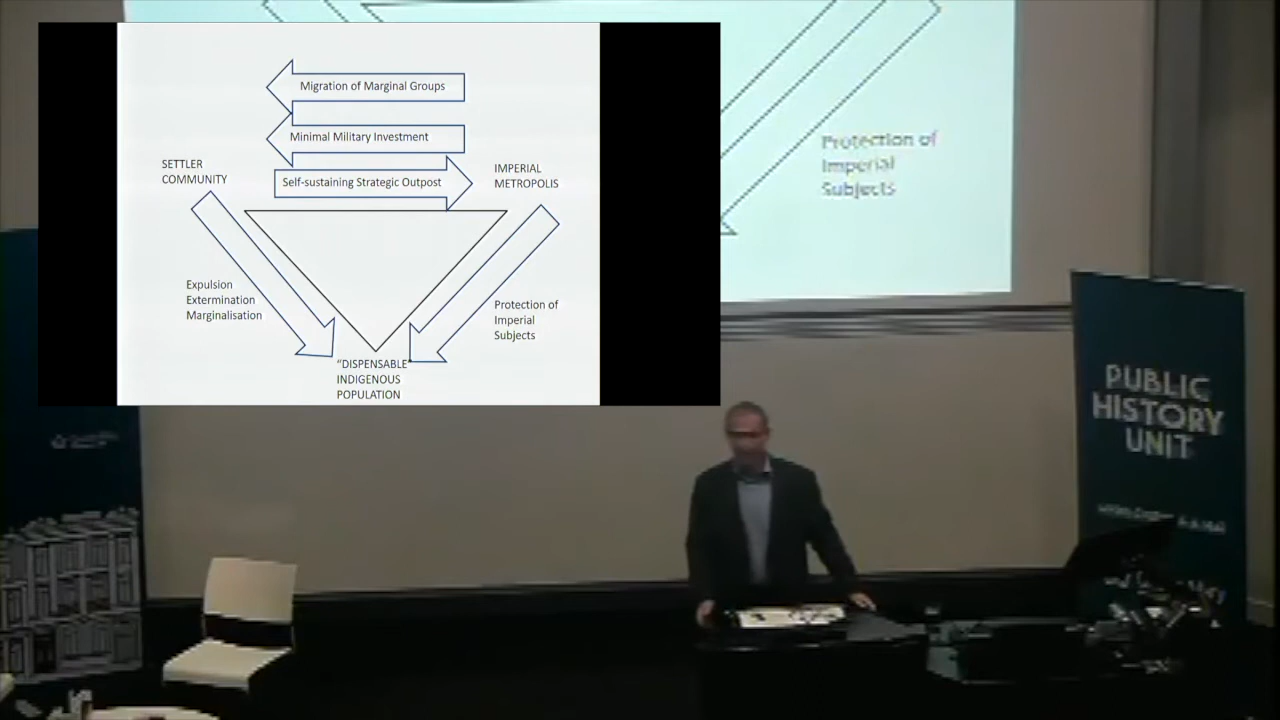 Migration of Marginal Groups
Minimal Military Investment
SETTLER
COMMUNITY
Self-sustaining Strategic Outpost
IMPERIAL
METROPOLIS
Expulsion
Extermination
Marginalisation
Protection of
Imperial
Subjects
"DISPENSABLE"
INDIGENOUS
POPULATION
Protection of
Imperial
Subjects
PUBLIC
HISTORY
UNIT